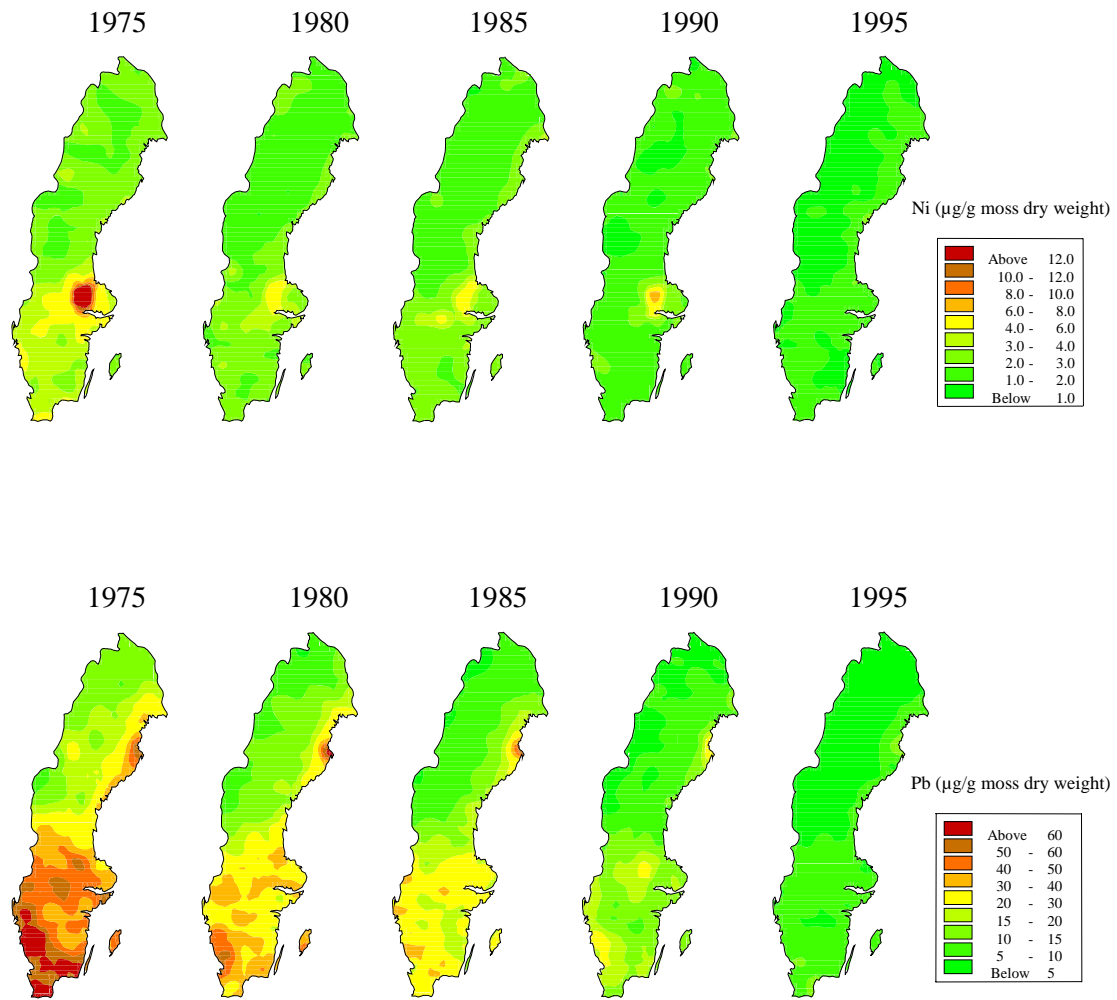 1975 1980 1985 1990 1995
Ni (µg/g moss dry weight)
Above 12.0
10.0 - 12.0
8.0 - 10.0
6.0 - 8.0
4.0 - 6.0
3.0 - 4.0
2.0 - 3.0
1.0 - 2.0
Below 1.0
1975 1980 1985 1990 1995
Pb (µg/g moss dry weight)
Above 60
50 - 60
40 - 50
30 - 40
20 - 30
15 - 20
10 - 15
5 - 10
Below 5